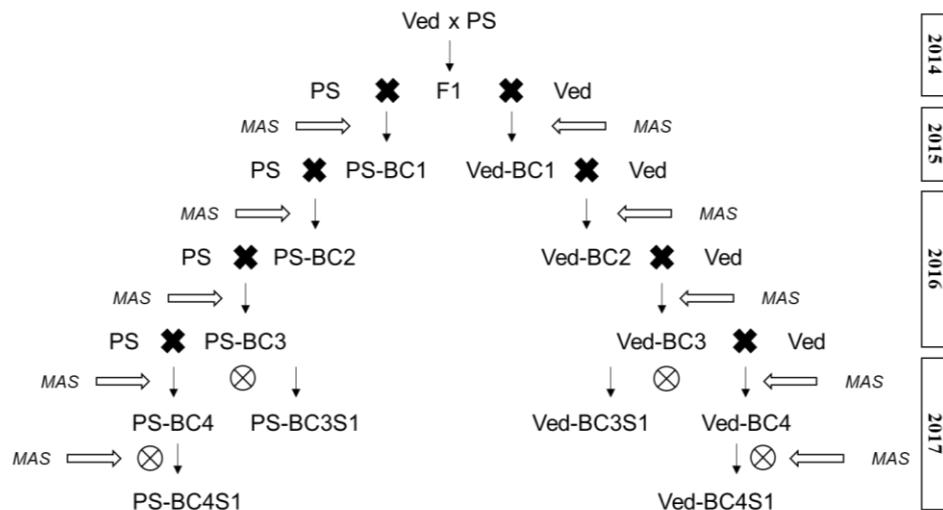 Ved x PS
PS F1 Ved
MAS MAS
PS PS-BC1 Ved-BC1 Ved
MAS MAS
PS PS-BC2 Ved-BC2 Ved
MAS MAS
PS PS-BC3 Ved-BC3 Ved
MAS MAS
PS-BC4 PS-BC3S1 Ved-BC3S1 Ved-BC4
MAS MAS
PS-BC4S1 Ved-BC4S1
2014
2015
2016
2017